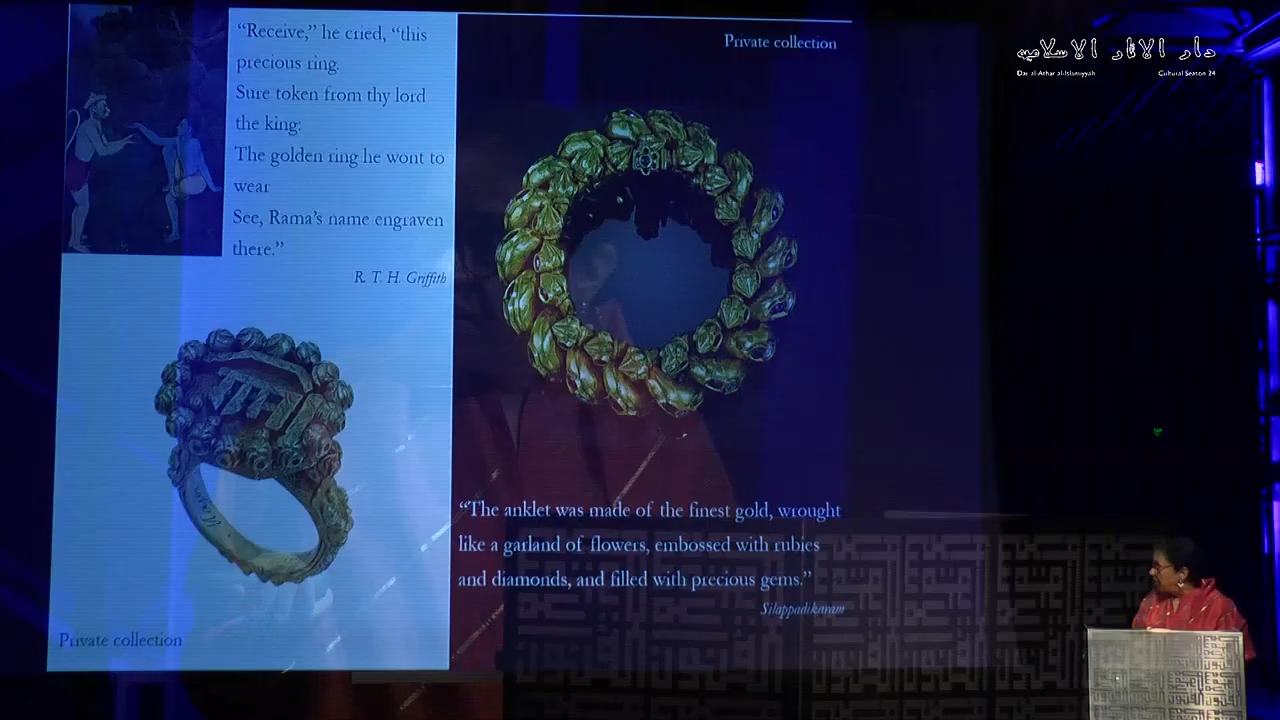 “Receive,” he cried, “this
precious ring.
Sure token from thy lord
the king:
The golden ring he wont to
wear
See, Rama’s name engraven
there.”
R. T. H. Griffith
राम
Private collection
Private collection
“The anklet was made of the finest gold, wrought
like a garland of flowers, embossed with rubies
and diamonds, and filled with precious gems.”
Silappadikaram
دار الآثار الإسلامية
Dar al-Athar al-Islamiyyah
Cultural Season 24